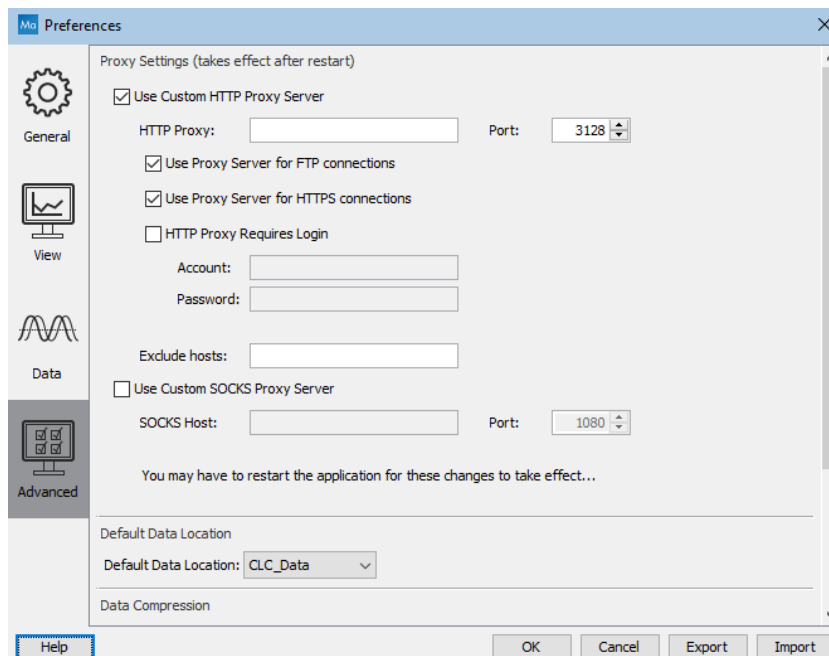 Ma Preferences
Proxy Settings (takes effect after restart)
Use Custom HTTP Proxy Server
HTTP Proxy: Port: 3128
General
Use Proxy Server for FTP connections
Use Proxy Server for HTTPS connections
HTTP Proxy Requires Login
View
Account:
Password:
Exclude hosts:
Data
Use Custom SOCKS Proxy Server
SOCKS Host: Port: 1080
You may have to restart the application for these changes to take effect...
Advanced
Default Data Location
Default Data Location: CLC_Data
Data Compression
Help OK Cancel Export Import